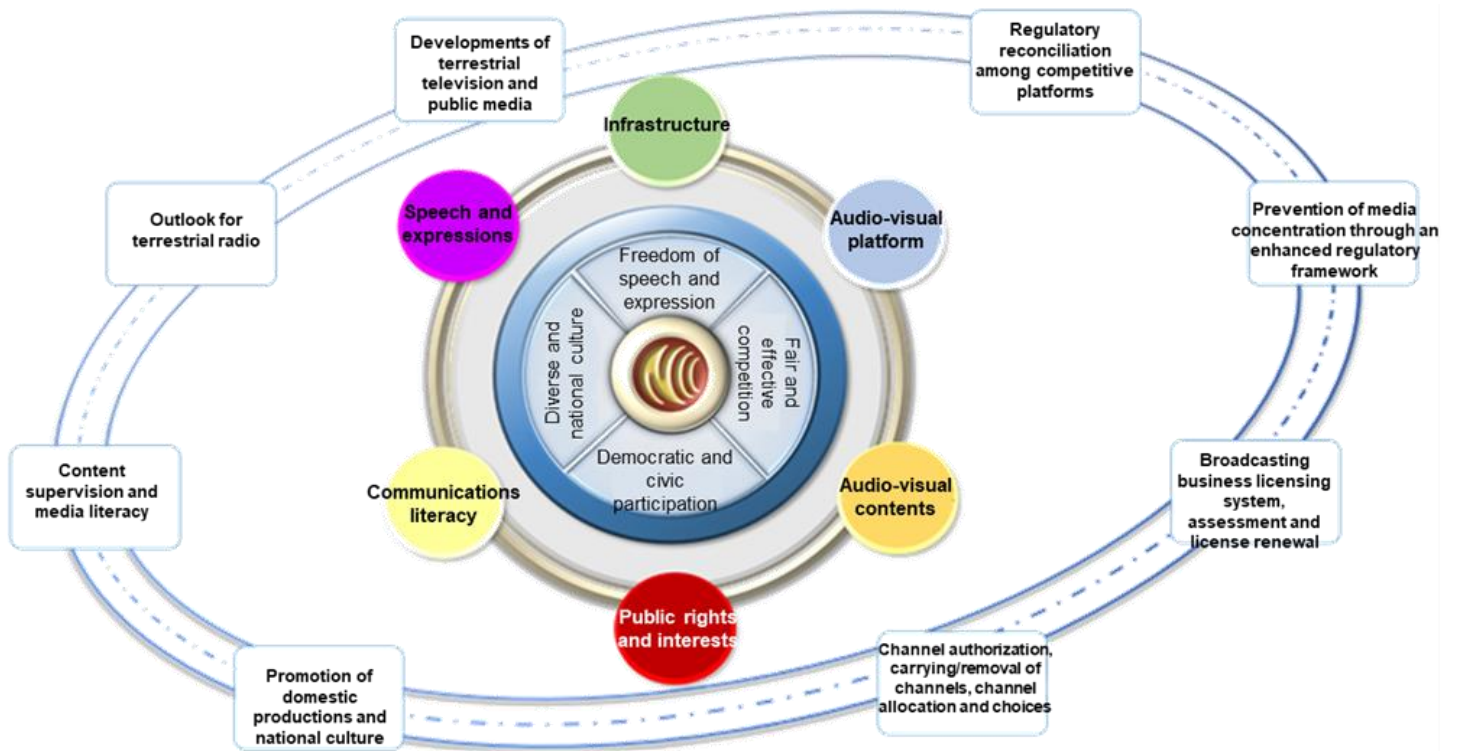 Developments of
terrestrial
television and
public media
Regulatory
reconciliation
among competitive
platforms
Outlook for
terrestrial radio
Prevention of media
concentration through an
enhanced regulatory
framework
Content
supervision and
media literacy
Broadcasting
business licensing
system,
assessment and
license renewal
Promotion of
domestic
productions and
national culture
Channel authorization,
carrying/removal of
channels, channel
allocation and choices
Infrastructure
Speech and
expressions
Audio-visual
platform
Communications
literacy
Audio-visual
contents
Public rights
and interests
Freedom of
speech and
expression
Diverse and
national culture
Fair and
effective
competition
Democratic and
civic
participation